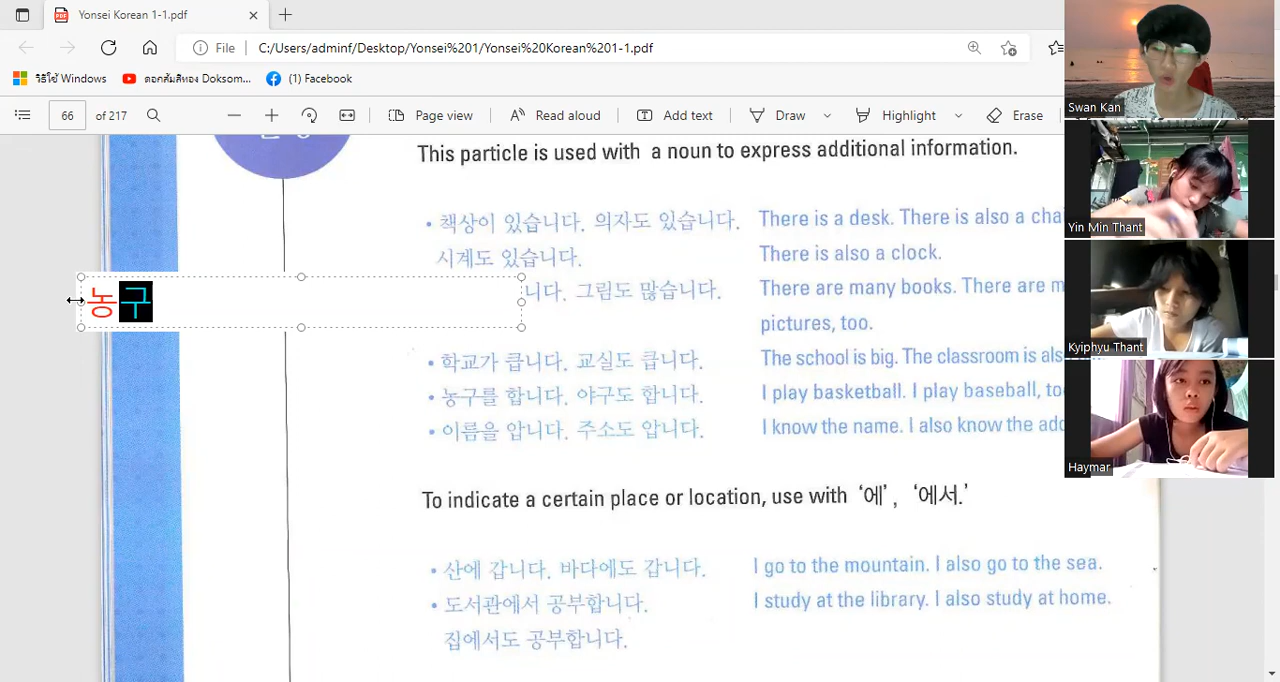 Yonsei Korean 1-1.pdf
File C:/Users/adminf/Desktop/Yonsei%201/Yonsei%20Korean%201-1.pdf
วิธีใช้ Windows ดอกส้มสีทอง Doksom... (1) Facebook
66 of 217 Page view Read aloud Add text Draw Highlight Erase
This particle is used with a noun to express additional information.
• 책상이 있습니다. 의자도 있습니다. There is a desk. There is also a cha
시계도 있습니다. There is also a clock.
니다. 그림도 많습니다. There are many books. There are m
pictures, too.
농구
• 학교가 큽니다. 교실도 큽니다. The school is big. The classroom is als
• 농구를 합니다. 야구도 합니다. I play basketball. I play baseball, to
• 이름을 압니다. 주소도 압니다. I know the name. I also know the add
To indicate a certain place or location, use with ‘에’, ‘에서.’
• 산에 갑니다. 바다에도 갑니다. I go to the mountain. I also go to the sea.
• 도서관에서 공부합니다. I study at the library. I also study at home.
집에서도 공부합니다.
Swan Kan
Yin Min Thant
Kyiphyu Thant
Haymar